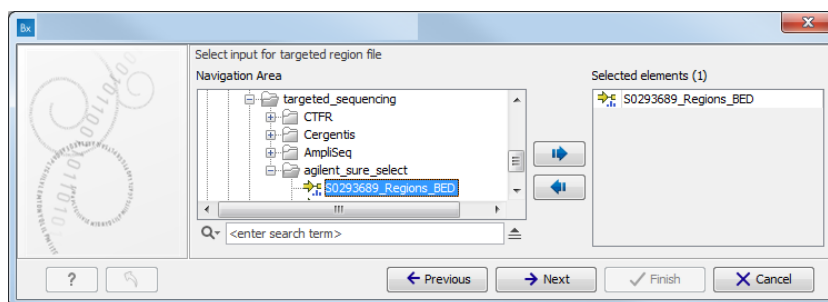 Bx
X
Select input for targeted region file
Navigation Area
targeted_sequencing
CTFR
Cergentis
AmpliSeq
agilent_sure_select
S0293689_Regions_BED
<enter search term>
Selected elements (1)
S0293689_Regions_BED
?
Previous
Next
Finish
Cancel